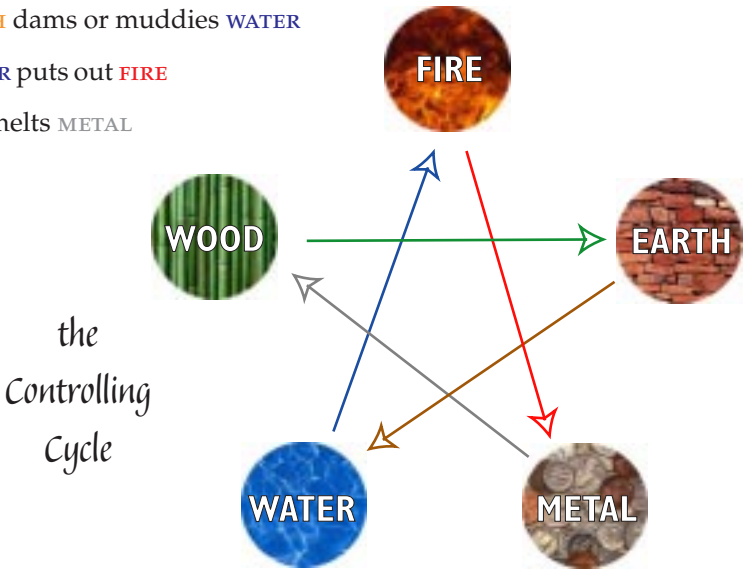 dams or muddies WATER
puts out FIRE
METAL
FIRE
WOOD
EARTH
the
Controlling
Cycle
WATER
METAL